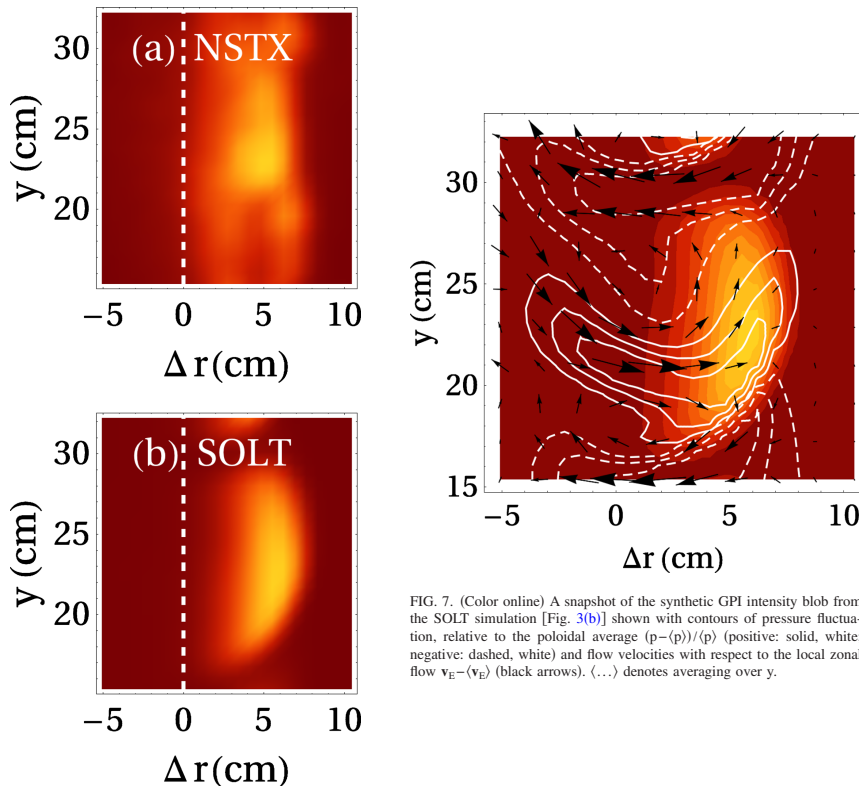 (a) NSTX
30
25
20
y (cm)
−5 0 5 10
Δ r (cm)
(b) SOLT
30
25
20
y (cm)
−5 0 5 10
Δ r (cm)
30
25
20
15
y (cm)
−5 0 5 10
Δr (cm)
FIG. 7. (Color online) A snapshot of the synthetic GPI intensity blob from
the SOLT simulation [Fig. 3(b)] shown with contours of pressure fluctua-
tion, relative to the poloidal average (p−⟨p⟩)/⟨p⟩ (positive: solid, white;
negative: dashed, white) and flow velocities with respect to the local zonal
flow vE−⟨vE⟩ (black arrows). ⟨...⟩ denotes averaging over y.